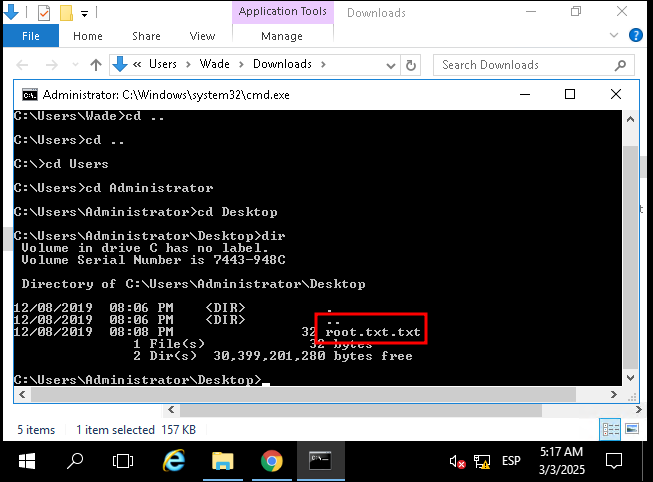 Application Tools
Downloads
File
Home
Share
View
Manage
« Users > Wade > Downloads >
Search Downloads
Administrator: C:\Windows\system32\cmd.exe
C:\Users\Wade>cd ..
C:\Users>cd ..
C:\>cd Users
C:\Users>cd Administrator
C:\Users\Administrator>cd Desktop
C:\Users\Administrator\Desktop>dir
Volume in drive C has no label.
Volume Serial Number is 7443-948C
Directory of C:\Users\Administrator\Desktop
12/08/2019  08:06 PM    <DIR>          .
12/08/2019  08:06 PM    <DIR>          ..
12/08/2019  08:08 PM                32 root.txt.txt
1 File(s)             32 bytes
2 Dir(s)  30,399,201,280 bytes free
C:\Users\Administrator\Desktop>
5 items
1 item selected 157 KB
ESP
5:17 AM
3/3/2025